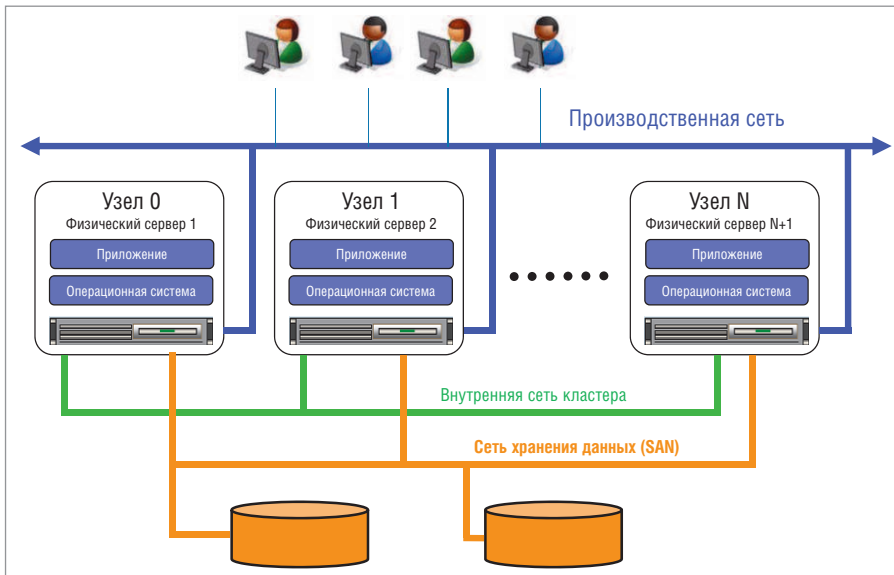 Производственная сеть
Узел 0
Физический сервер 1
Приложение
Операционная система
Узел 1
Физический сервер 2
Приложение
Операционная система
Узел N
Физический сервер N+1
Приложение
Операционная система
Внутренняя сеть кластера
Сеть хранения данных (SAN)